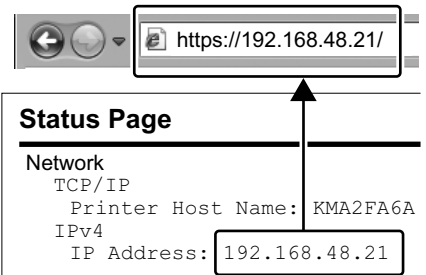 https://192.168.48.21/
Status Page
Network
TCP/IP
Printer Host Name: KMA2FA6A
IPv4
IP Address: 192.168.48.21